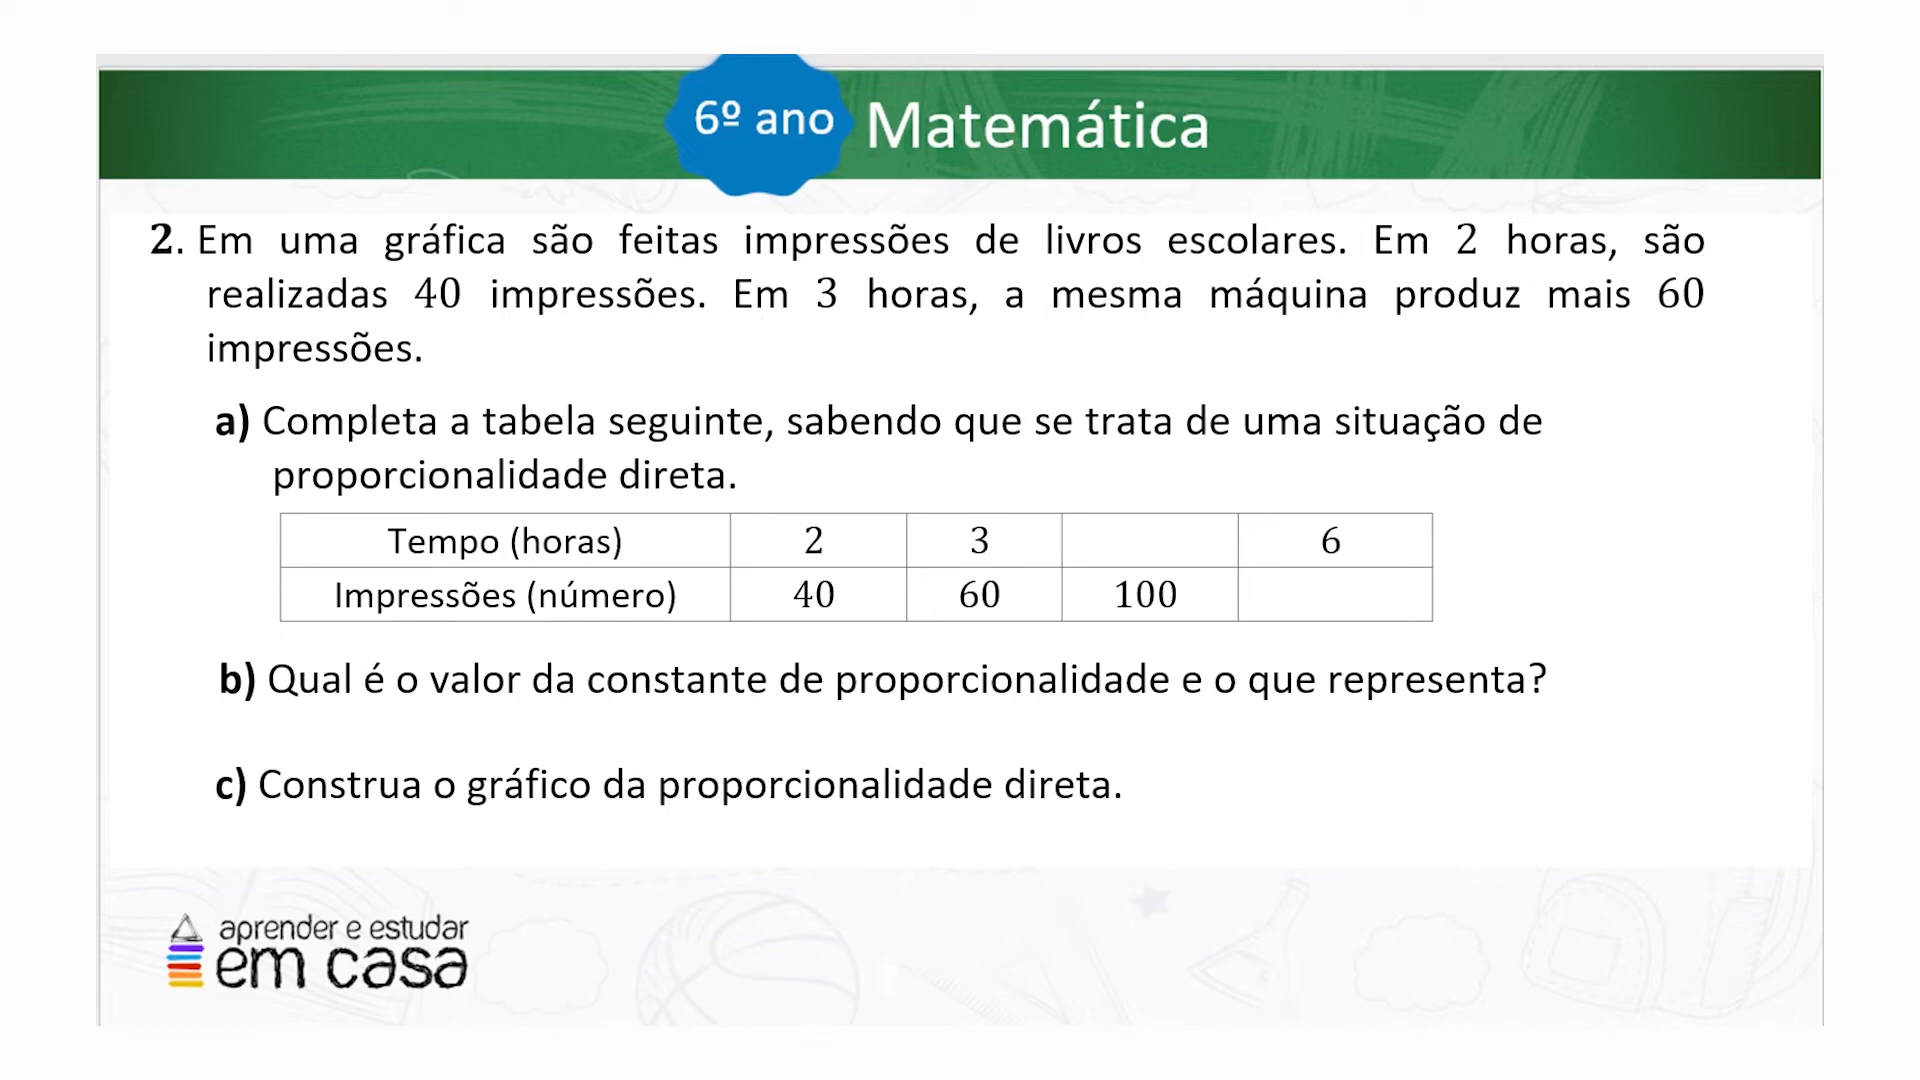 6º ano Matemática
2. Em uma gráfica são feitas impressões de livros escolares. Em 2 horas, são
realizadas 40 impressões. Em 3 horas, a mesma máquina produz mais 60
impressões.
a) Completa a tabela seguinte, sabendo que se trata de uma situação de
proporcionalidade direta.
Tempo (horas) 2 3 6
Impressões (número) 40 60 100
b) Qual é o valor da constante de proporcionalidade e o que representa?
c) Construa o gráfico da proporcionalidade direta.
aprender e estudar
em casa